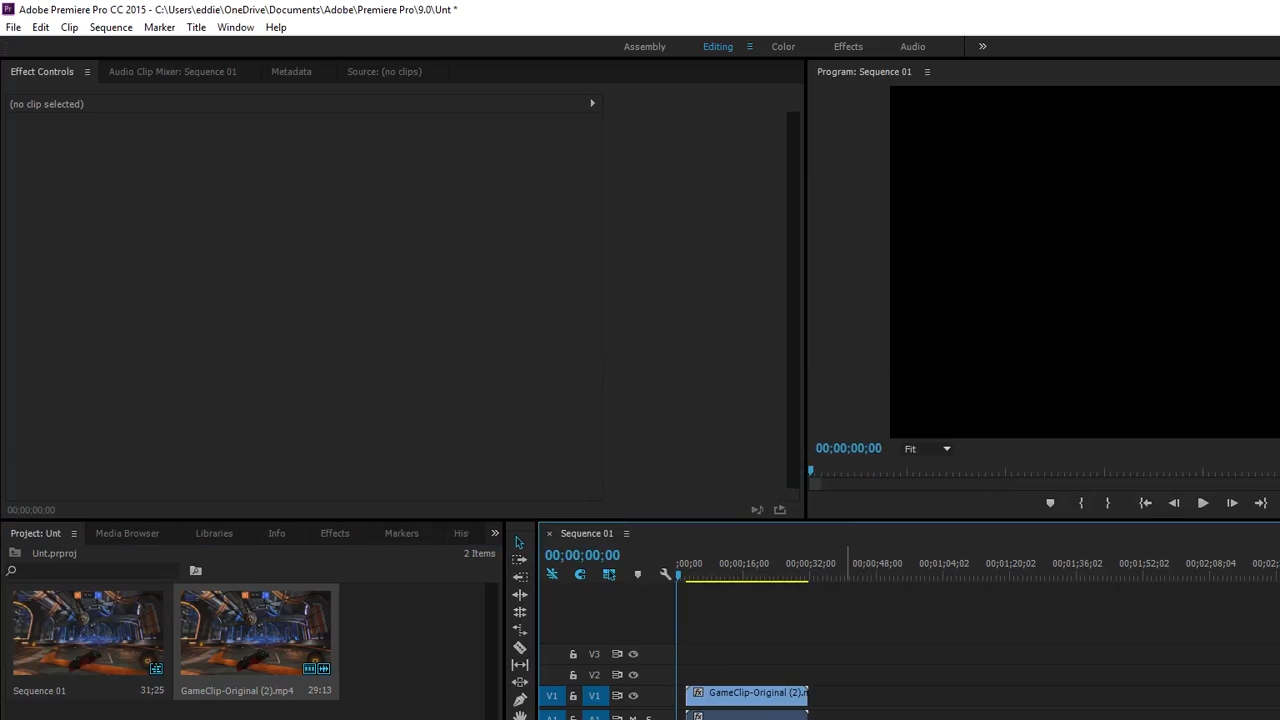 Adobe Premiere Pro CC 2015 - C:\Users\eddie\OneDrive\Documents\Adobe\Premiere Pro\9.0\Unt *
File Edit Clip Sequence Marker Title Window Help
Assembly Editing Color Effects Audio
Effect Controls Audio Clip Mixer: Sequence 01 Metadata Source: (no clips) Program: Sequence 01
(no clip selected)
00;00;00;00 Fit
00;00;00;00
Project: Unt Media Browser Libraries Info Effects Markers His Sequence 01
Unt.prproj 2 Items 00;00;00;00
;00;00 00;00;16;00 00;00;32;00 00;00;48;00 00;01;04;02 00;01;20;02 00;01;36;02 00;01;52;02 00;02;08;04 00;02;
V3
V2
Sequence 01 31;25 GameClip-Original (2).mp4 29:13 V1 V1 GameClip-Original (2).m
A1 A1 M S